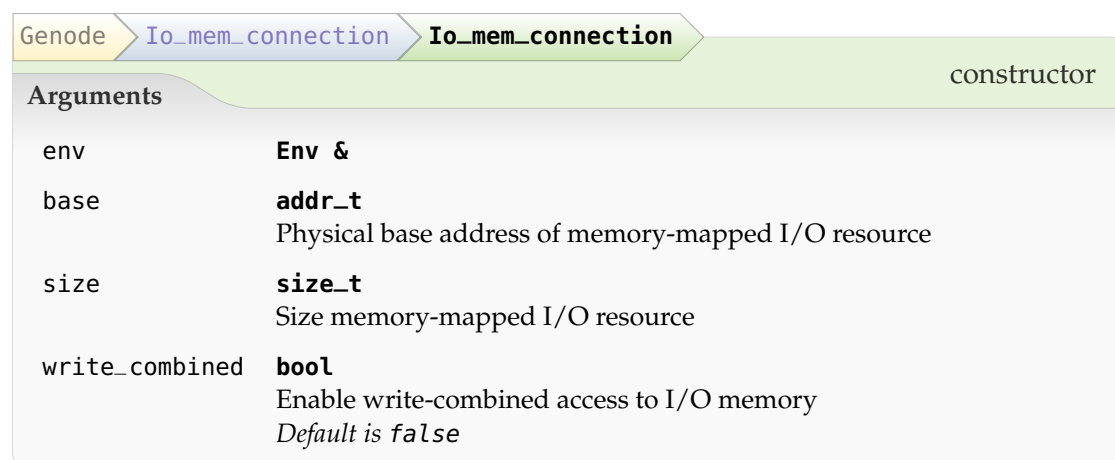 Genode Io_mem_connection Io_mem_connection
constructor
Arguments
env Env &
base addr_t
Physical base address of memory-mapped I/O resource
size size_t
Size memory-mapped I/O resource
write_combined bool
Enable write-combined access to I/O memory
Default is false